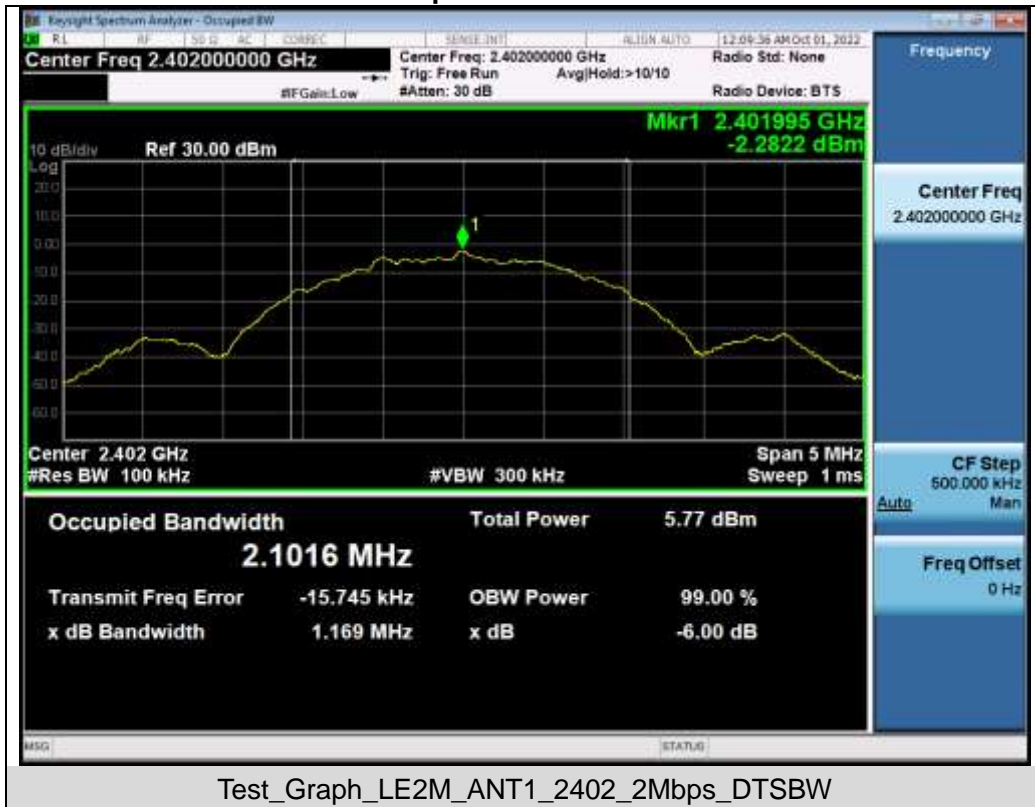 Keysight Spectrum Analyzer - Occupied BW
RL RF 50 Ω AC CORREC SENSE:INT ALIGN AUTO 12:09:36 AM Oct 01, 2022
Center Freq 2.402000000 GHz
Center Freq: 2.402000000 GHz
Radio Std: None
Trig: Free Run Avg|Hold:>10/10
#IFGain:Low
#Atten: 30 dB
Radio Device: BTS
Mkr1 2.401995 GHz
-2.2822 dBm
10 dB/div Ref 30.00 dBm
Log
20.0
10.0
0.00
-10.0
-20.0
-30.0
-40.0
-50.0
-60.0
1
Center 2.402 GHz Span 5 MHz
#Res BW 100 kHz #VBW 300 kHz Sweep 1 ms
Occupied Bandwidth Total Power 5.77 dBm
2.1016 MHz
Transmit Freq Error -15.745 kHz OBW Power 99.00 %
x dB Bandwidth 1.169 MHz x dB -6.00 dB
MSG STATUS
Frequency
Center Freq
2.402000000 GHz
CF Step
500.000 kHz
Auto Man
Freq Offset
0 Hz
Test_Graph_LE2M_ANT1_2402_2Mbps_DTSBW